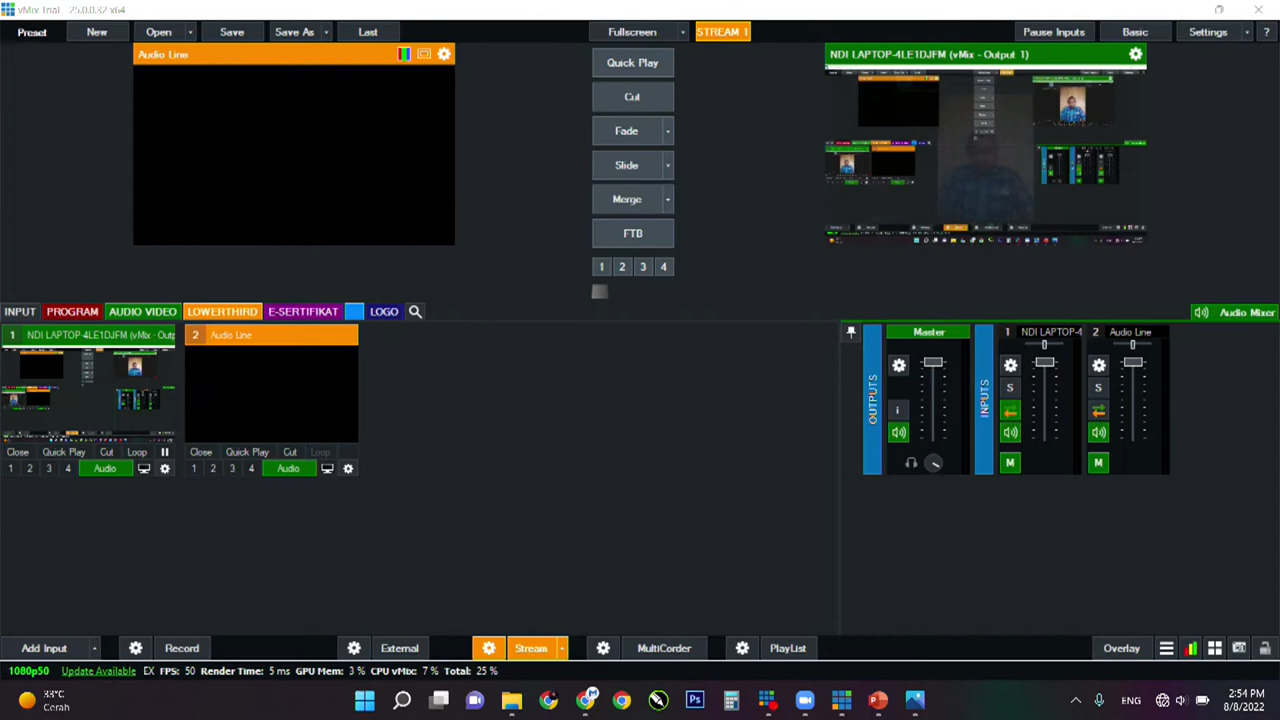 vMix Trial - 25.0.0.32 x64
Preset New Open Save Save As Last Fullscreen STREAM 1 Pause Inputs Basic Settings ?
Audio Line
Quick Play
Cut
Fade
Slide
Merge
FTB
1 2 3 4
NDI LAPTOP-4LE1DJFM (vMix - Output 1)
INPUT PROGRAM AUDIO VIDEO LOWERTHIRD E-SERTIFIKAT LOGO Audio Mixer
1 NDI LAPTOP-4LE1DJFM (vMix - Outp
Close Quick Play Cut Loop
1 2 3 4 Audio
2 Audio Line
Close Quick Play Cut Loop
1 2 3 4 Audio
OUTPUTS
Master
i
INPUTS
1 NDI LAPTOP-4
S
M
2 Audio Line
S
M
Add Input Record External Stream MultiCorder PlayList Overlay
1080p50 Update Available EX FPS: 50 Render Time: 5 ms GPU Mem: 3 % CPU vMix: 7 % Total: 25 %
33°C
Cerah
ENG
2:54 PM
8/8/2022